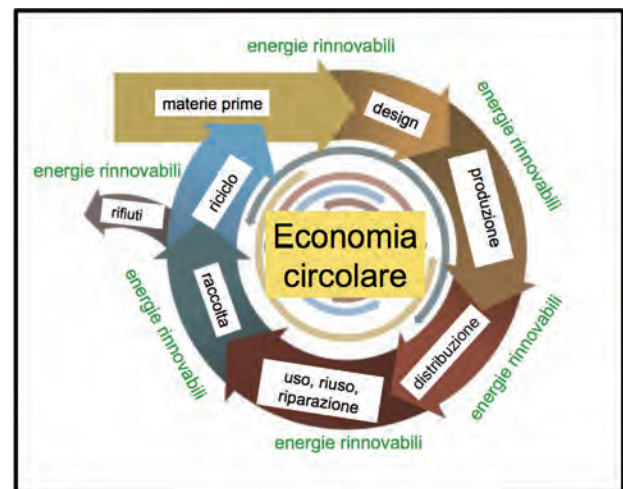 energie rinnovabili
materie prime
design
energie rinnovabili
produzione
energie rinnovabili
distribuzione
energie rinnovabili
uso, riuso,
riparazione
energie rinnovabili
raccolta
energie rinnovabili
rifiuti
riciclo
Economia
circolare